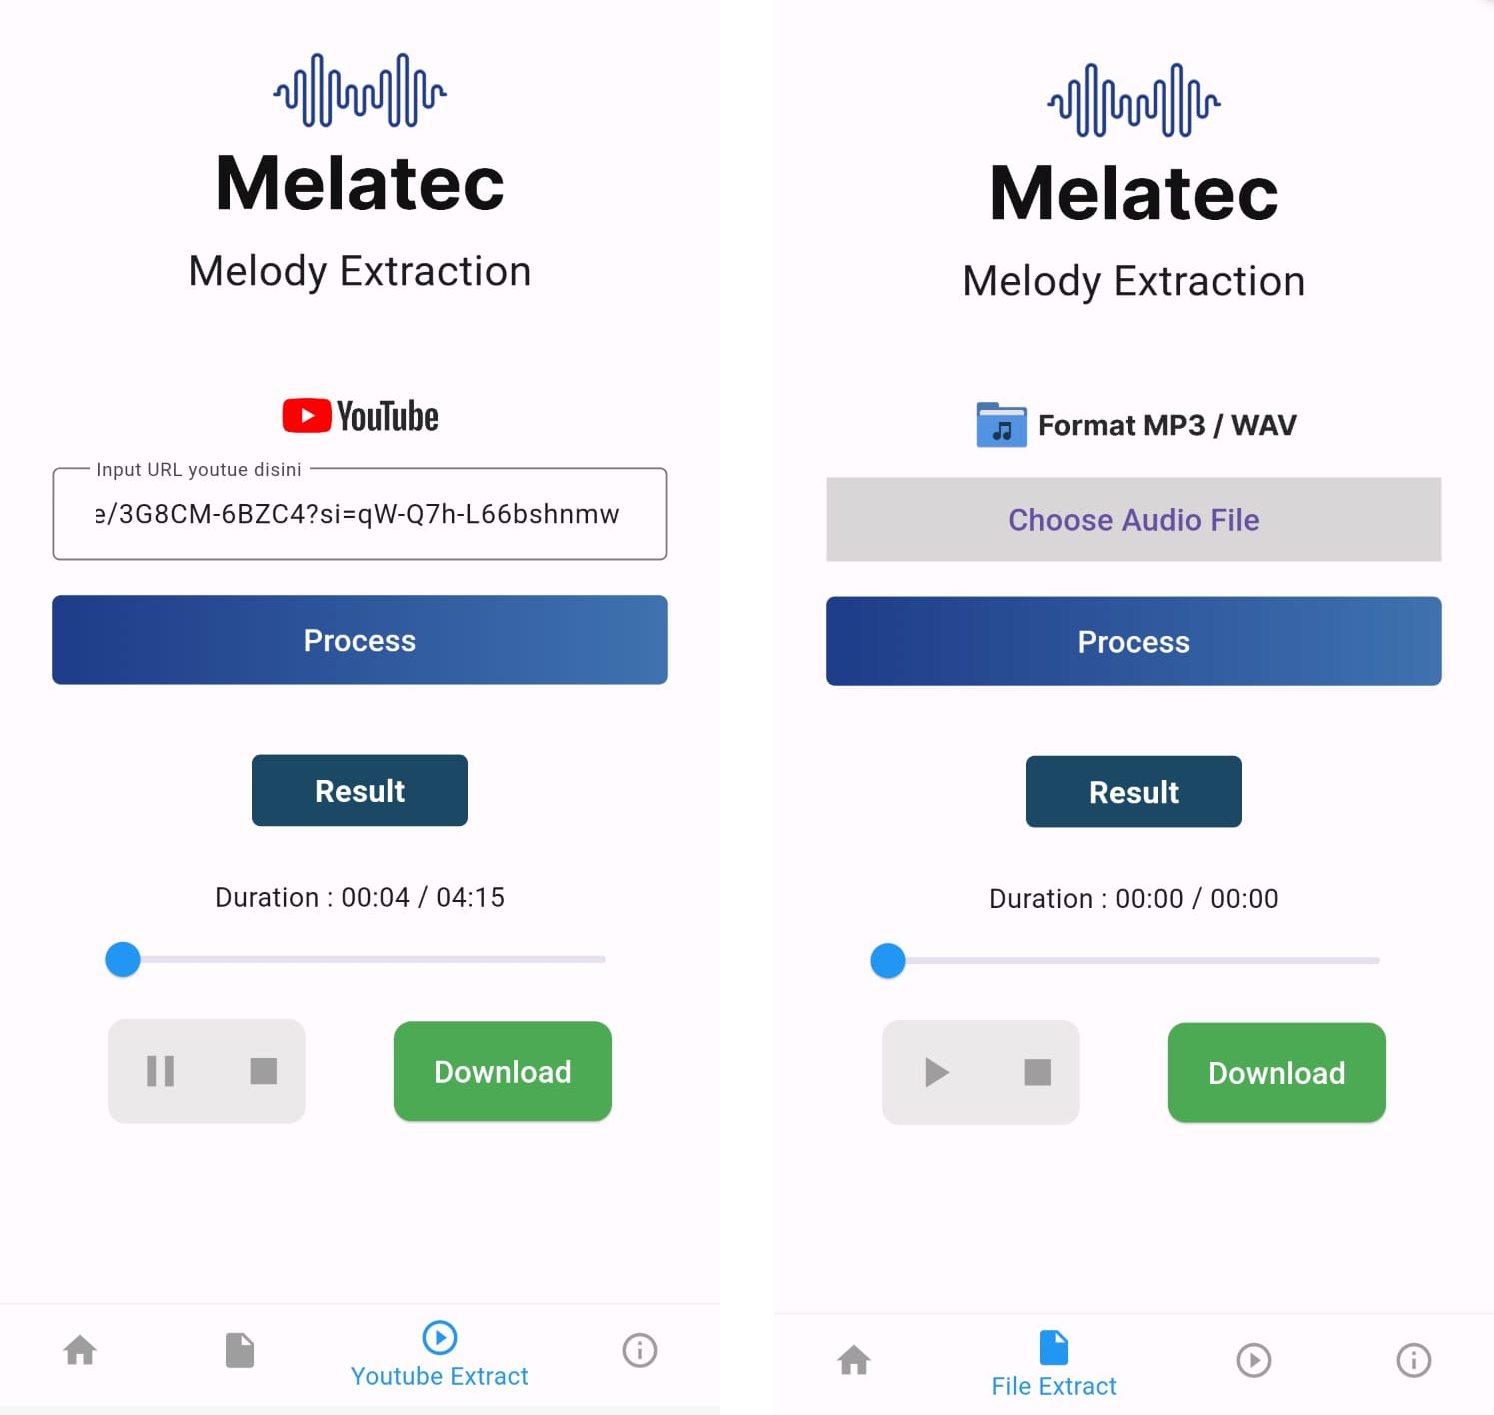 Melatec
Melody Extraction
YouTube
Input URL youtue disini
e/3G8CM-6BZC4?si=qW-Q7h-L66bshnmw
Process
Result
Duration : 00:04 / 04:15
Download
Youtube Extract
Melatec
Melody Extraction
Format MP3 / WAV
Choose Audio File
Process
Result
Duration : 00:00 / 00:00
Download
File Extract